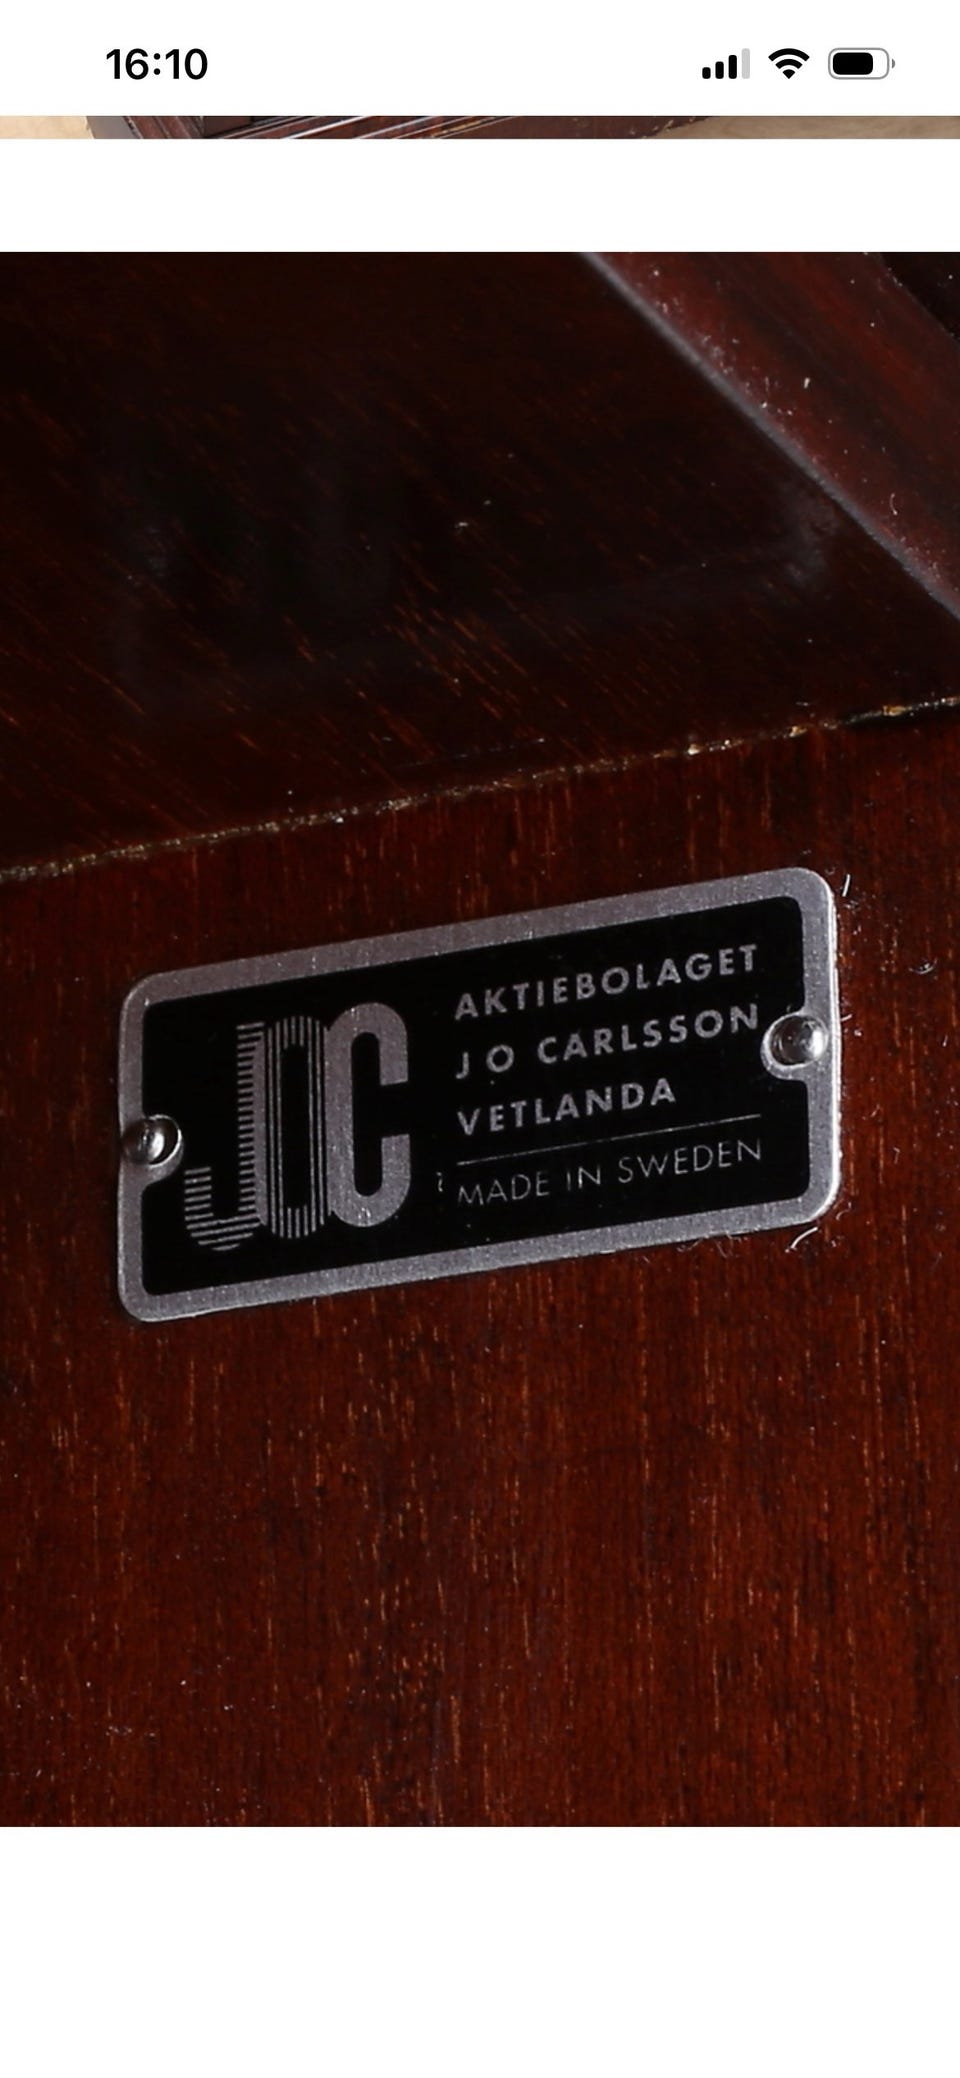 16:10
JOC
AKTIEBOLAGET
J O CARLSSON
VETLANDA
MADE IN SWEDEN